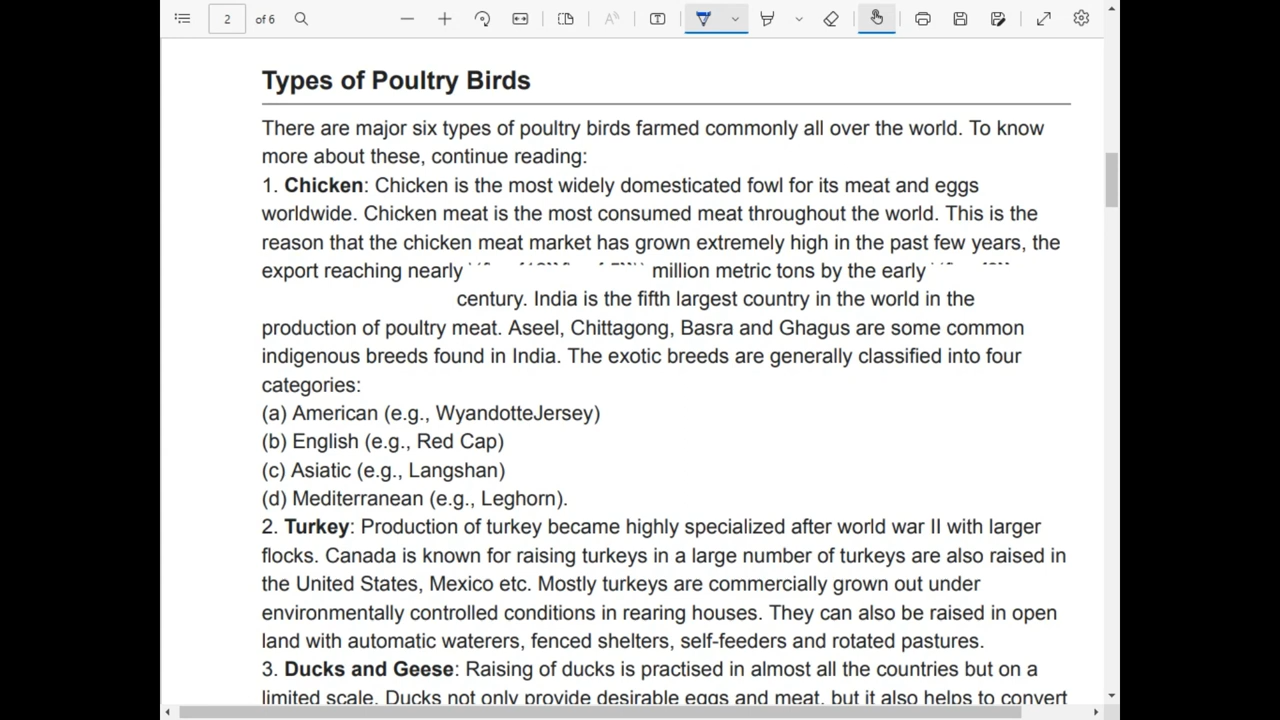 2 of 6
Types of Poultry Birds
There are major six types of poultry birds farmed commonly all over the world. To know
more about these, continue reading:
1. Chicken: Chicken is the most widely domesticated fowl for its meat and eggs
worldwide. Chicken meat is the most consumed meat throughout the world. This is the
reason that the chicken meat market has grown extremely high in the past few years, the
export reaching nearly million metric tons by the early
century. India is the fifth largest country in the world in the
production of poultry meat. Aseel, Chittagong, Basra and Ghagus are some common
indigenous breeds found in India. The exotic breeds are generally classified into four
categories:
(a) American (e.g., WyandotteJersey)
(b) English (e.g., Red Cap)
(c) Asiatic (e.g., Langshan)
(d) Mediterranean (e.g., Leghorn).
2. Turkey: Production of turkey became highly specialized after world war II with larger
flocks. Canada is known for raising turkeys in a large number of turkeys are also raised in
the United States, Mexico etc. Mostly turkeys are commercially grown out under
environmentally controlled conditions in rearing houses. They can also be raised in open
land with automatic waterers, fenced shelters, self-feeders and rotated pastures.
3. Ducks and Geese: Raising of ducks is practised in almost all the countries but on a
limited scale. Ducks not only provide desirable eggs and meat, but it also helps to convert